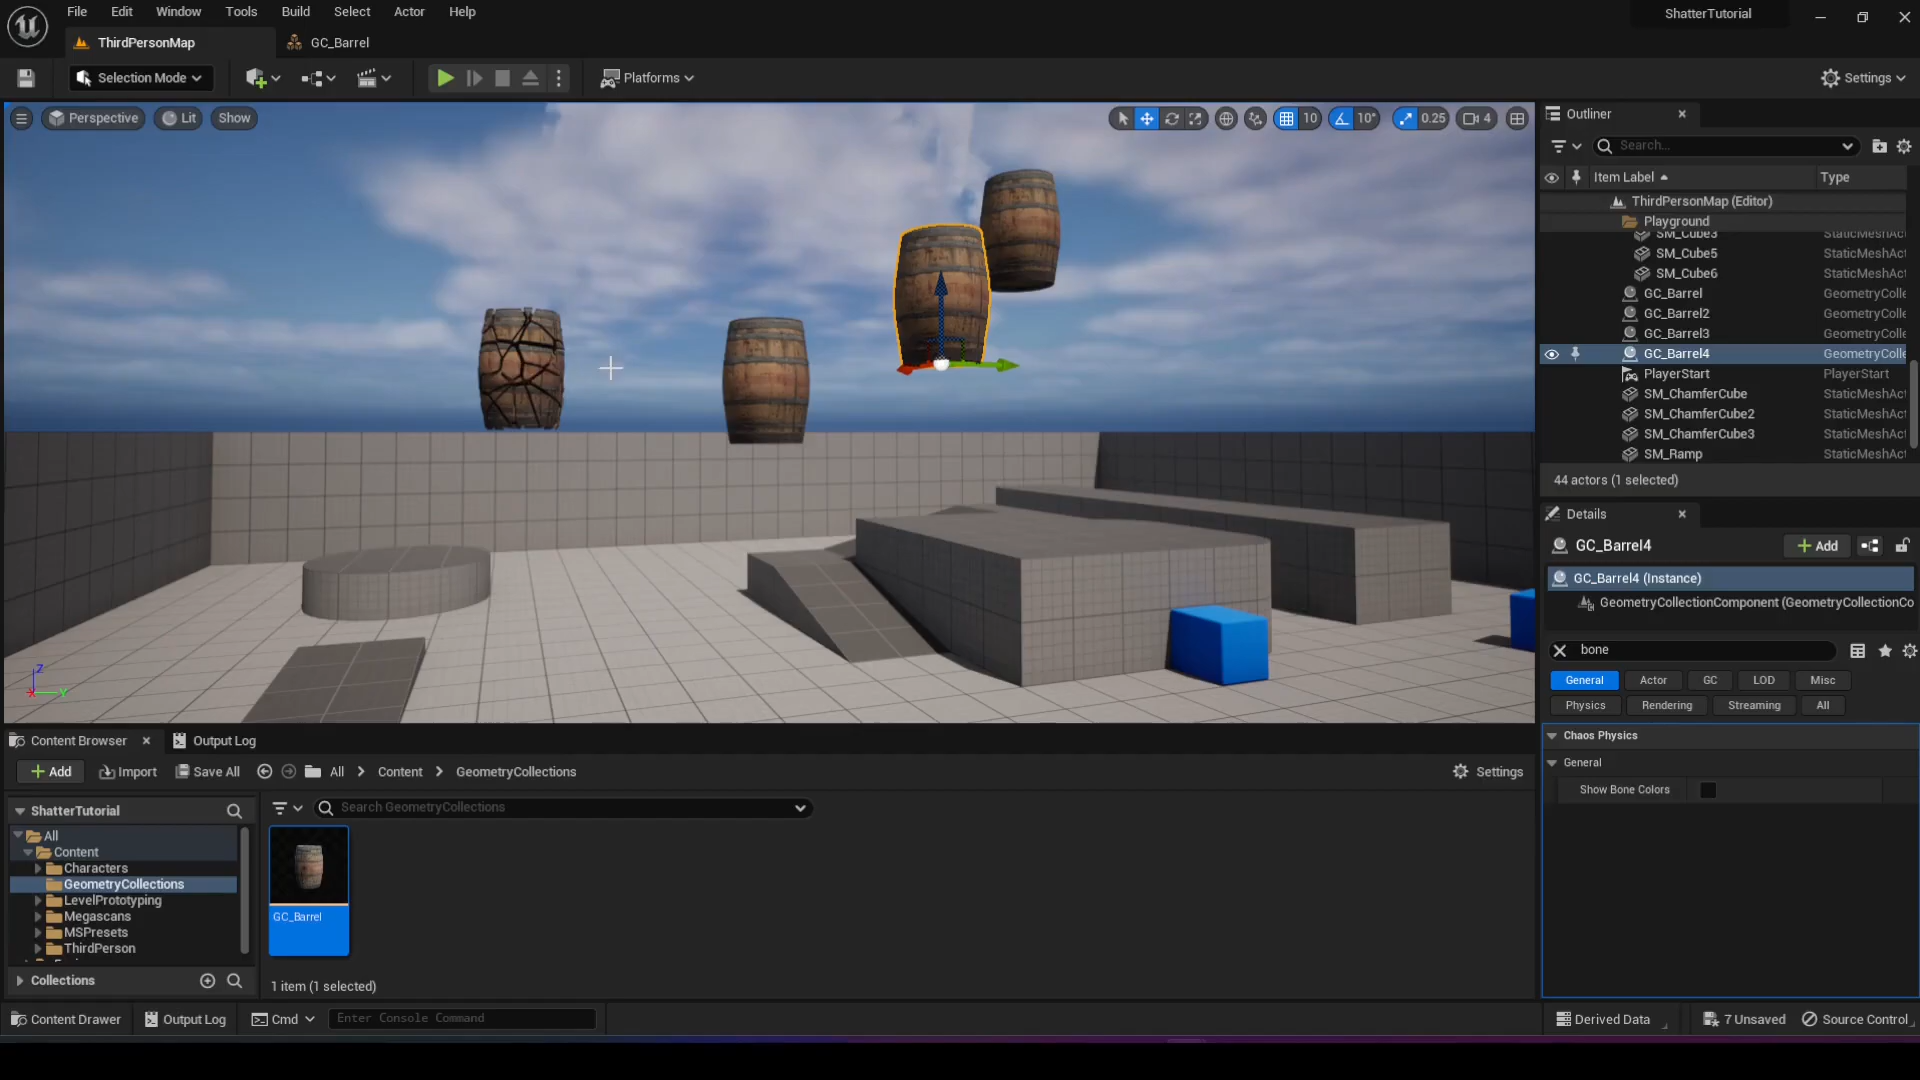 File Edit Window Tools Build Select Actor Help
ShatterTutorial
ThirdPersonMap
GC_Barrel
Selection Mode
Platforms
Settings
Perspective Lit Show
10 10° 0.25 4
Outliner
Search...
Item Label Type
ThirdPersonMap (Editor)
Playground
SM_Cube3 StaticMeshAct
SM_Cube5 StaticMeshAct
SM_Cube6 StaticMeshAct
GC_Barrel GeometryColle
GC_Barrel2 GeometryColle
GC_Barrel3 GeometryColle
GC_Barrel4 GeometryColle
PlayerStart PlayerStart
SM_ChamferCube StaticMeshAct
SM_ChamferCube2 StaticMeshAct
SM_ChamferCube3 StaticMeshAct
SM_Ramp StaticMeshAct
44 actors (1 selected)
Details
GC_Barrel4
Add
GC_Barrel4 (Instance)
GeometryCollectionComponent (GeometryCollectionCo
bone
General Actor GC LOD Misc
Physics Rendering Streaming All
Chaos Physics
General
Show Bone Colors
Z
X Y
Content Browser
Output Log
Add Import Save All All Content GeometryCollections Settings
ShatterTutorial
Search GeometryCollections
All
Content
Characters
GeometryCollections
LevelPrototyping
Megascans
MSPresets
ThirdPerson
GC_Barrel
Collections
1 item (1 selected)
Content Drawer Output Log Cmd Enter Console Command Derived Data 7 Unsaved Source Control